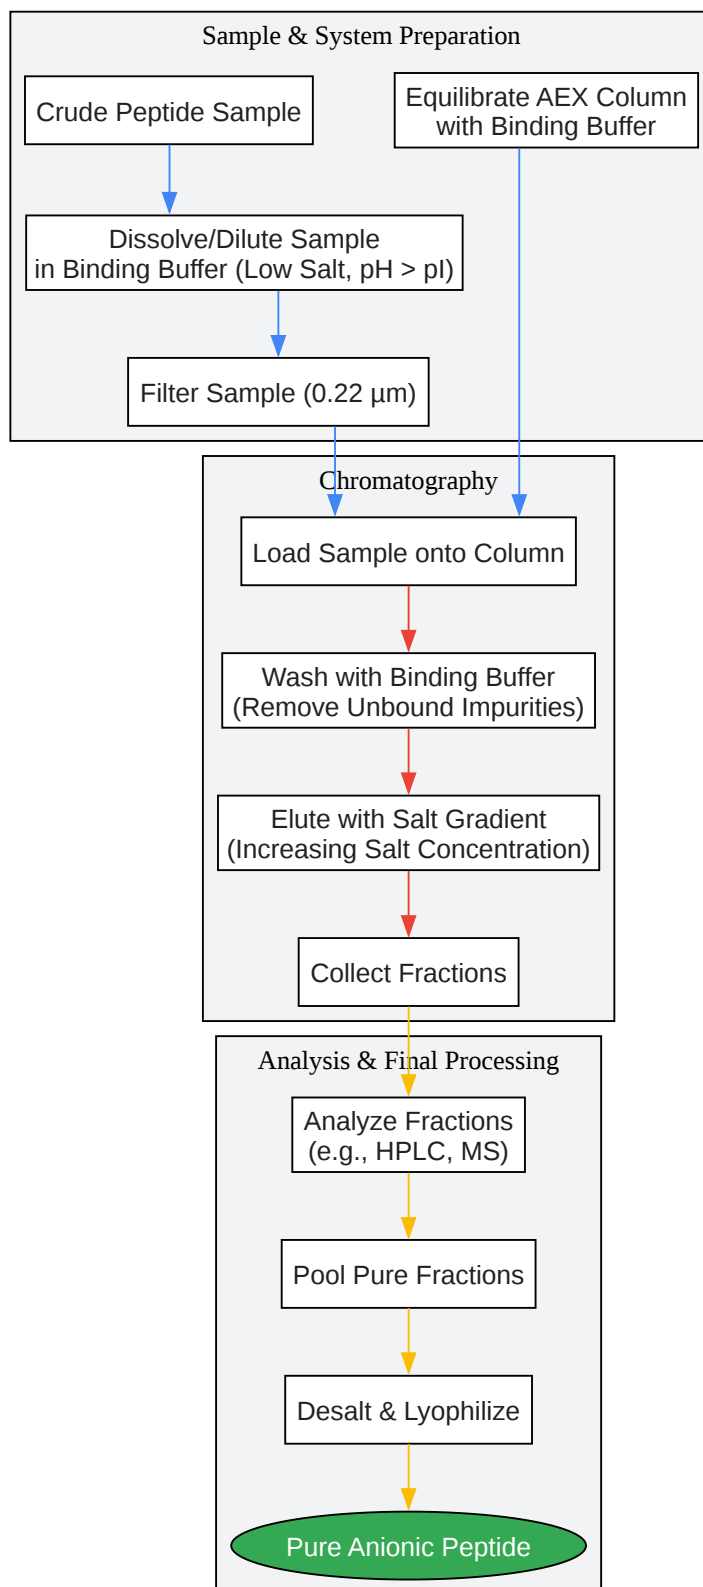 Sample & System Preparation
Crude Peptide Sample
Equilibrate AEX Column
with Binding Buffer
Dissolve/Dilute Sample
in Binding Buffer (Low Salt, pH > pI)
Filter Sample (0.22 µm)
Chromatography
Load Sample onto Column
Wash with Binding Buffer
(Remove Unbound Impurities)
Elute with Salt Gradient
(Increasing Salt Concentration)
Collect Fractions
Analysis & Final Processing
Analyze Fractions
(e.g., HPLC, MS)
Pool Pure Fractions
Desalt & Lyophilize
Pure Anionic Peptide